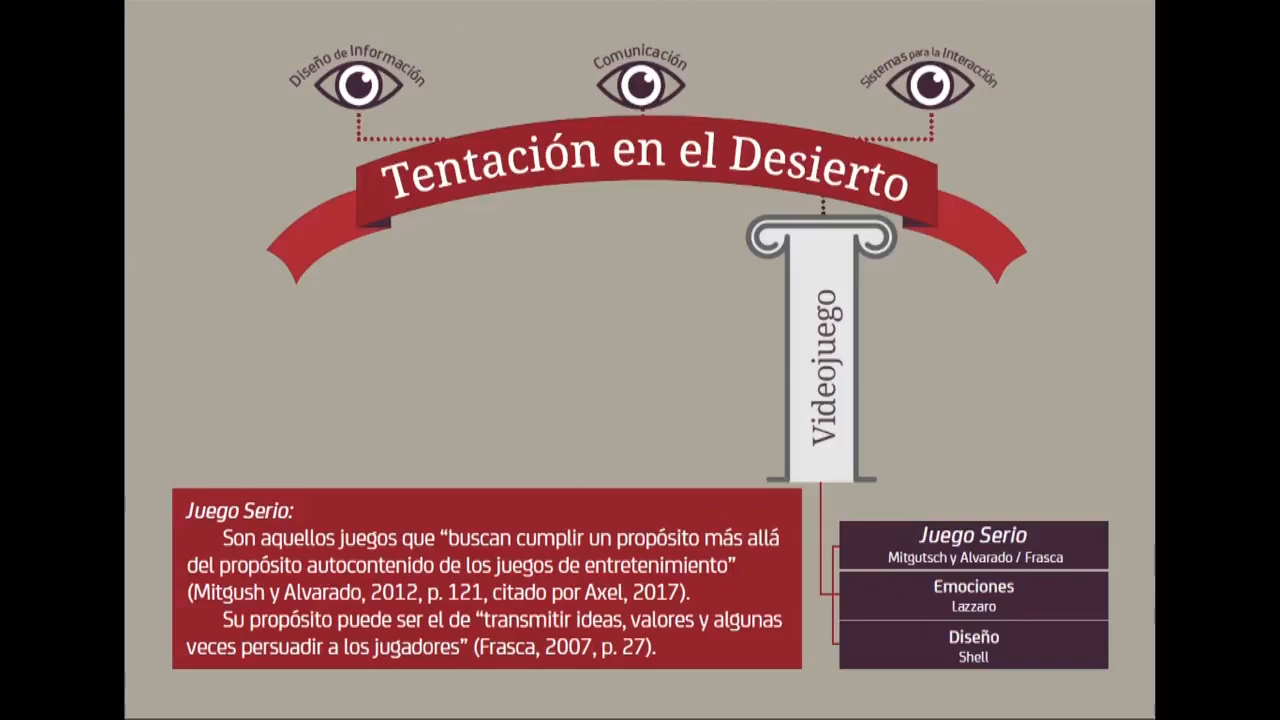 Diseño de Información
Comunicación
Sistemas para la Interacción
Tentación en el Desierto
Videojuego
Juego Serio:
Son aquellos juegos que “buscan cumplir un propósito más allá
del propósito autocontenido de los juegos de entretenimiento”
(Mitgush y Alvarado, 2012, p. 121, citado por Axel, 2017).
Su propósito puede ser el de “transmitir ideas, valores y algunas
veces persuadir a los jugadores” (Frasca, 2007, p. 27).
Juego Serio
Mitgutsch y Alvarado / Frasca
Emociones
Lazzaro
Diseño
Shell